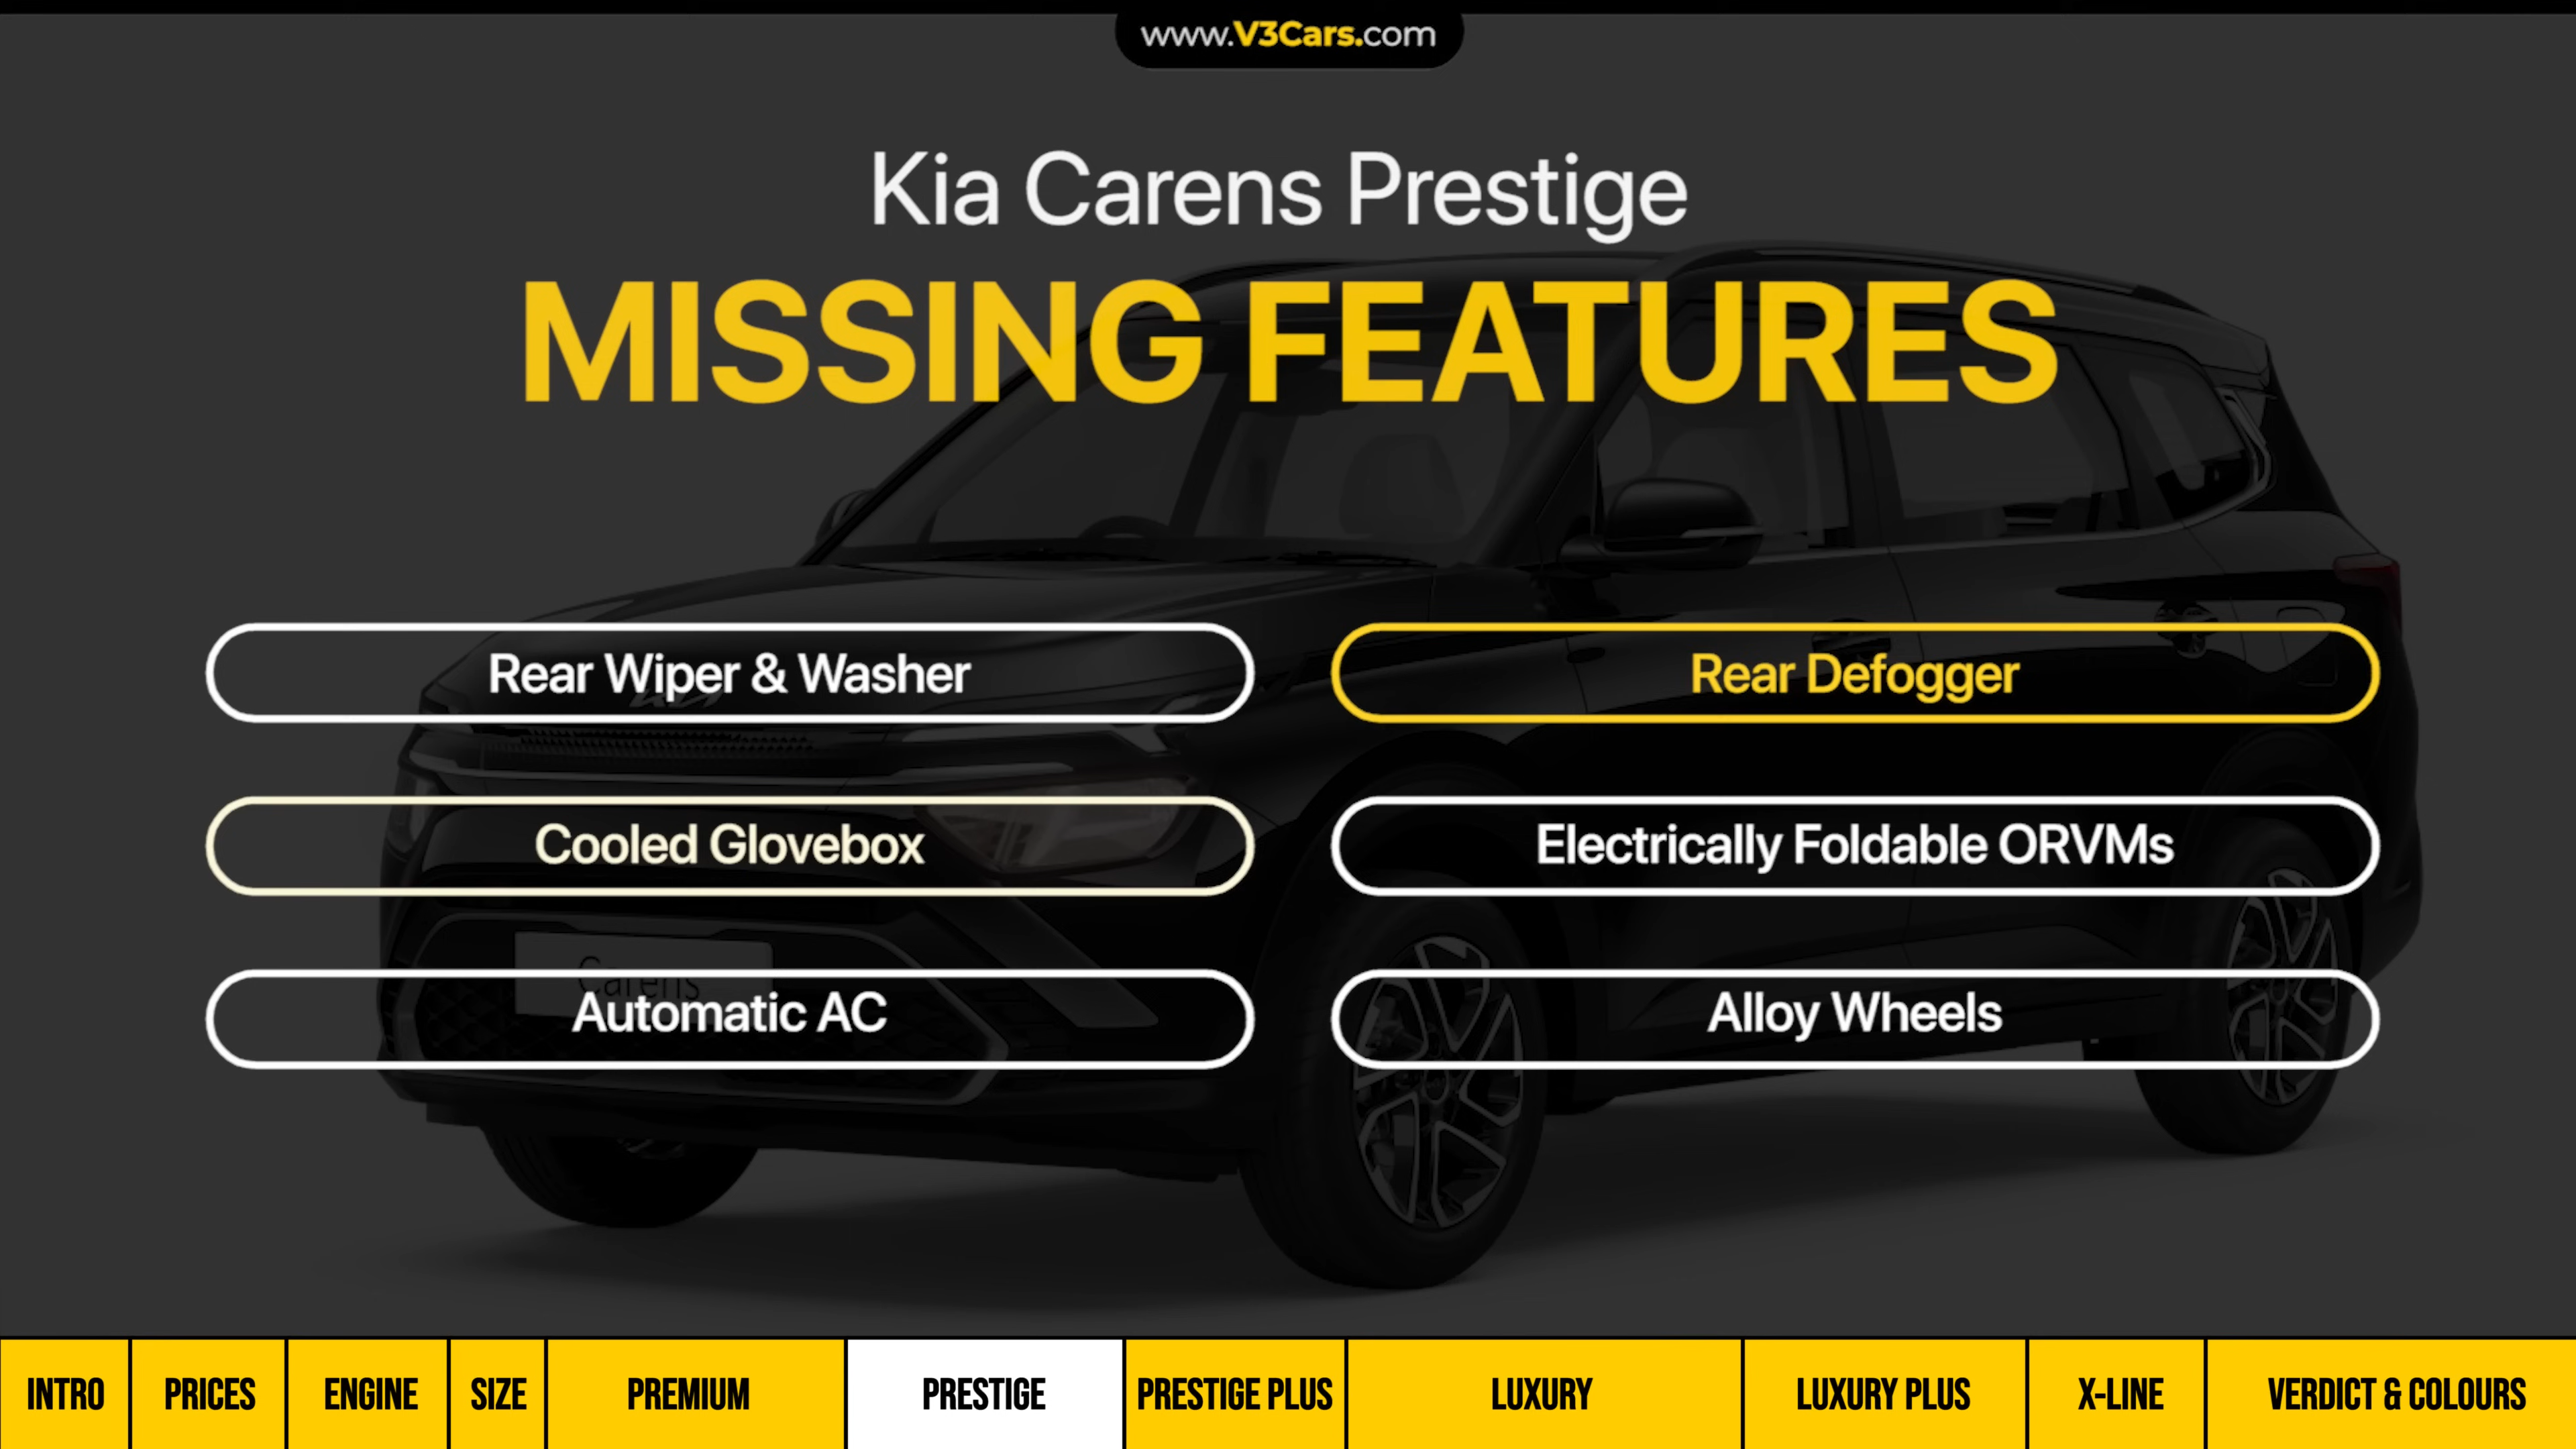 www.V3Cars.com
Kia Carens Prestige
MISSING FEATURES
Rear Wiper & Washer
Rear Defogger
Cooled Glovebox
Electrically Foldable ORVMs
Carens
Automatic AC
Alloy Wheels
INTRO
PRICES
ENGINE
SIZE
PREMIUM
PRESTIGE
PRESTIGE PLUS
LUXURY
LUXURY PLUS
X-LINE
VERDICT & COLOURS